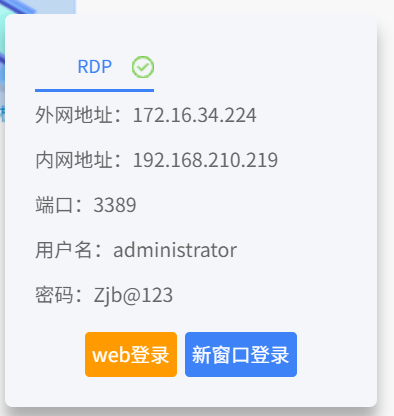 RDP
外网地址：172.16.34.224
内网地址：192.168.210.219
端口：3389
用户名：administrator
密码：Zjb@123
web登录 新窗口登录